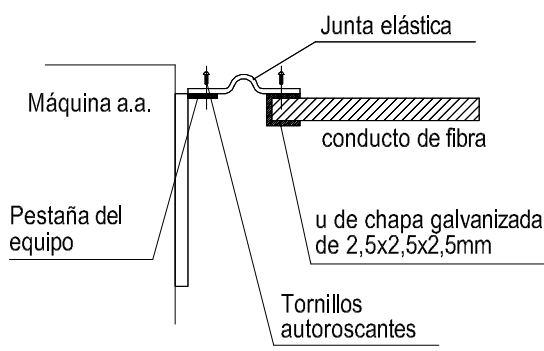 Junta elástica
Máquina a.a.
conducto de fibra
Pestaña del
equipo
u de chapa galvanizada
de 2,5x2,5x2,5mm
Tornillos
autoroscantes